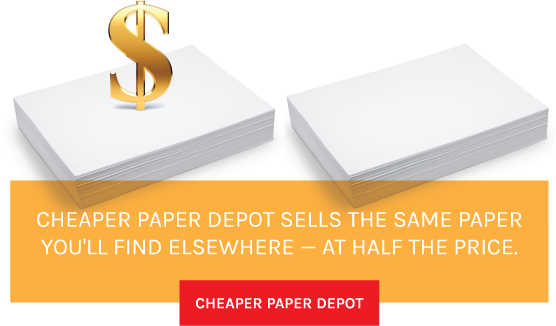 $
CHEAPER PAPER DEPOT SELLS THE SAME PAPER
YOU'LL FIND ELSEWHERE — AT HALF THE PRICE.
CHEAPER PAPER DEPOT